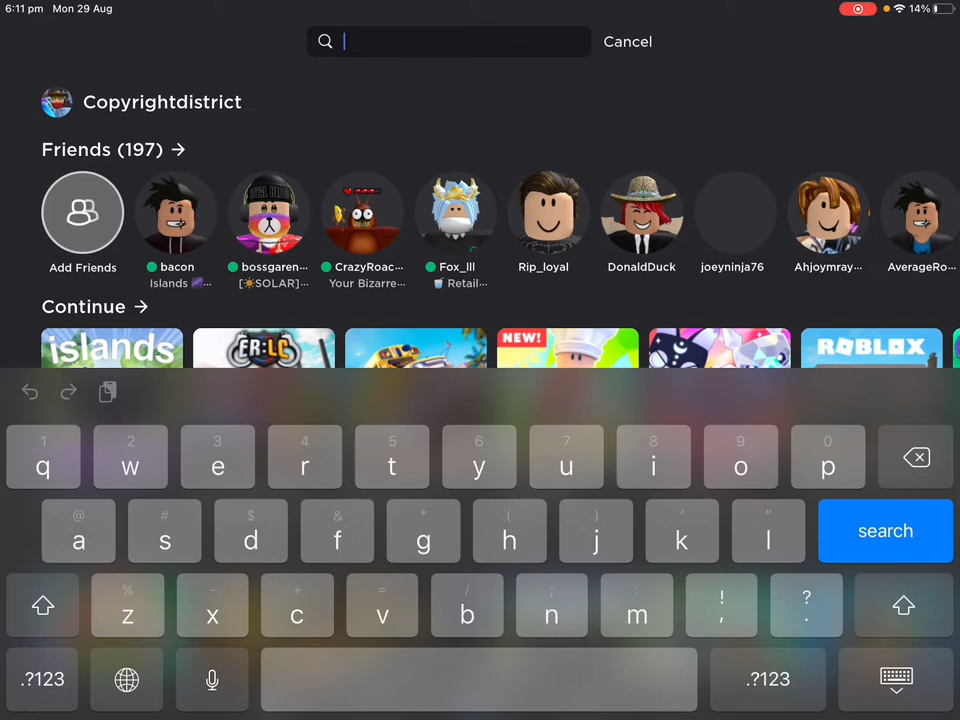 6:11 pm Mon 29 Aug
14%
Cancel
Copyrightdistrict
Friends (197) →
Add Friends
bacon
Islands
bossgaren...
[☀SOLAR]...
CrazyRoac...
Your Bizarre...
Fox_lll
Retail...
Rip_loyal
DonaldDuck
joeyninja76
Ahjoymray...
AverageRo...
Continue →
islands
ER:LC
NEW!
ROBLOX
1 2 3 4 5 6 7 8 9 0
q w e r t y u i o p
@ # $ & * ( ) ' "
a s d f g h j k l search
% - + = / ; : ! ?
z x c v b n m , .
.?123 .?123